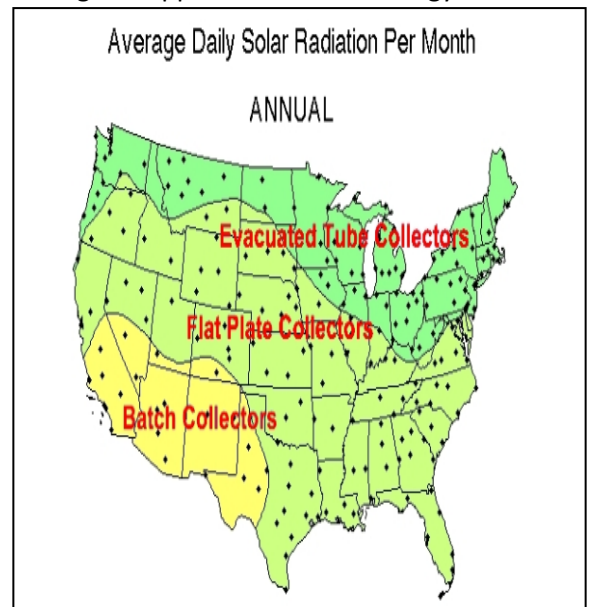 Average Daily Solar Radiation Per Month
ANNUAL
Evacuated Tube Collectors
Flat Plate Collectors
Batch Collectors